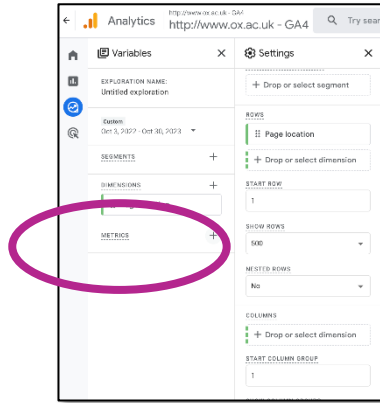 Analytics
http://www.ox.ac.uk - GA4
http://www.ox.ac.uk - GA4
Try sear
Variables
EXPLORATION NAME:
Untitled exploration
Custom
Oct 3, 2022 - Oct 30, 2023
SEGMENTS
DIMENSIONS
METRICS
Settings
Drop or select segment
ROWS
Page location
Drop or select dimension
START ROW
1
SHOW ROWS
500
NESTED ROWS
No
COLUMNS
Drop or select dimension
START COLUMN GROUP
1